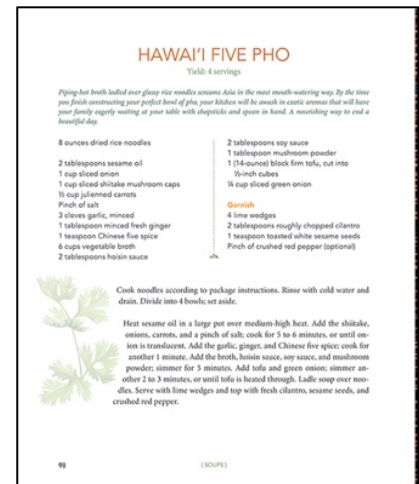 HAWAI'I FIVE PHO
Yield: 4 servings
Piping-hot broth ladled over glassy rice noodles screams Asia in the most mouth-watering way. By the time
you finish constructing your perfect bowl of pho, your kitchen will be awash in exotic aromas that will have
your family eagerly waiting at your table with chopsticks and spoon in hand. A nourishing way to end a
beautiful day.
8 ounces dried rice noodles
2 tablespoons sesame oil
1 cup sliced onion
1 cup sliced shiitake mushroom caps
½ cup julienned carrots
Pinch of salt
3 cloves garlic, minced
1 tablespoon minced fresh ginger
1 teaspoon Chinese five spice
6 cups vegetable broth
2 tablespoons hoisin sauce
2 tablespoons soy sauce
1 tablespoon mushroom powder
1 (14-ounce) block firm tofu, cut into
½-inch cubes
¼ cup sliced green onion
Garnish
4 lime wedges
2 tablespoons roughly chopped cilantro
1 teaspoon toasted white sesame seeds
Pinch of crushed red pepper (optional)
Cook noodles according to package instructions. Rinse with cold water and
drain. Divide into 4 bowls; set aside.
Heat sesame oil in a large pot over medium-high heat. Add the shiitake,
onions, carrots, and a pinch of salt; cook for 5 to 6 minutes, or until on-
ion is translucent. Add the garlic, ginger, and Chinese five spice; cook for
another 1 minute. Add the broth, hoisin sauce, soy sauce, and mushroom
powder; simmer for 5 minutes. Add tofu and green onion; simmer an-
other 2 to 3 minutes, or until tofu is heated through. Ladle soup over noo-
dles. Serve with lime wedges and top with fresh cilantro, sesame seeds, and
crushed red pepper.
98
{ SOUPS }